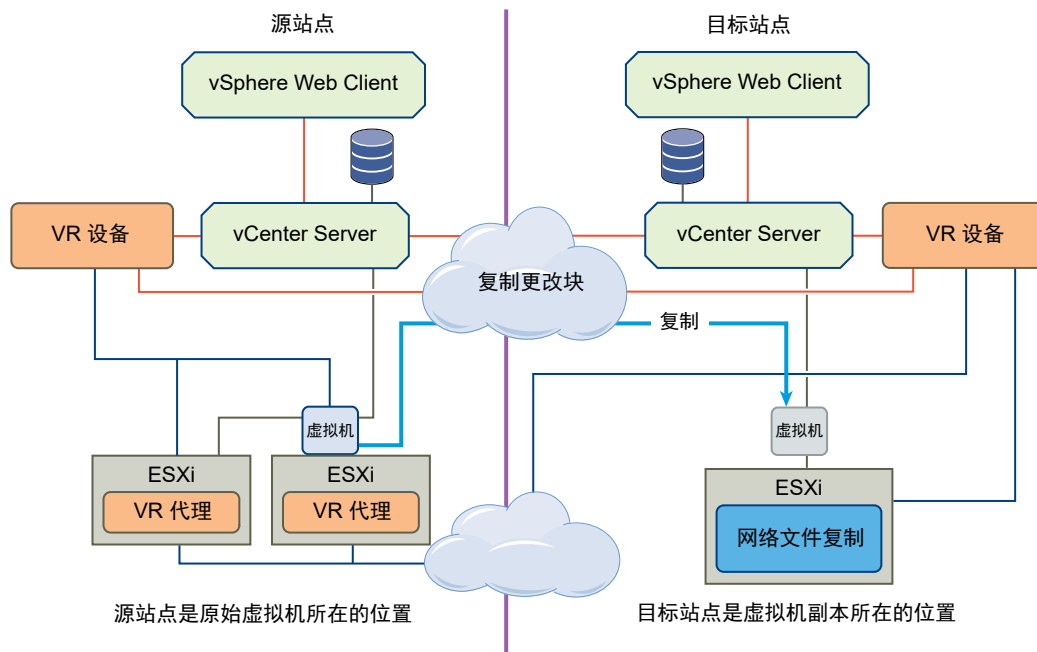 源站点
目标站点
vSphere Web Client
vSphere Web Client
VR 设备
vCenter Server
vCenter Server
VR 设备
复制更改块
复制
虚拟机
虚拟机
ESXi
VR 代理
ESXi
VR 代理
ESXi
网络文件复制
源站点是原始虚拟机所在的位置
目标站点是虚拟机副本所在的位置